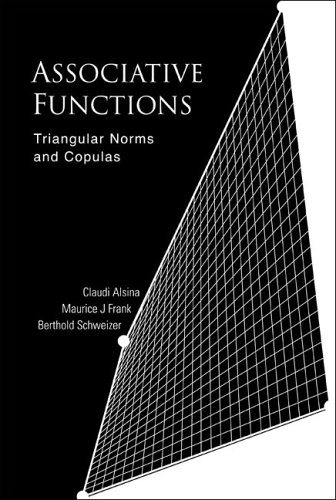 ASSOCIATIVE
FUNCTIONS
Triangular Norms
and Copulas
Claudi Alsina
Maurice J Frank
Berthold Schweizer